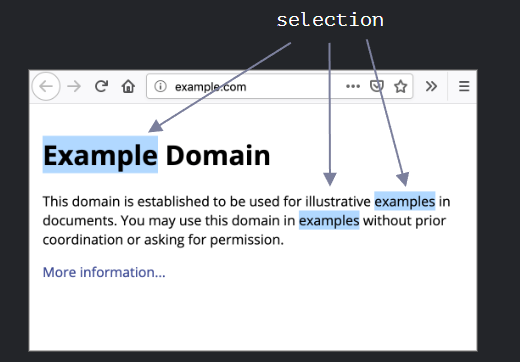 selection
example.com
Example Domain
This domain is established to be used for illustrative examples in
documents. You may use this domain in examples without prior
coordination or asking for permission.
More information...